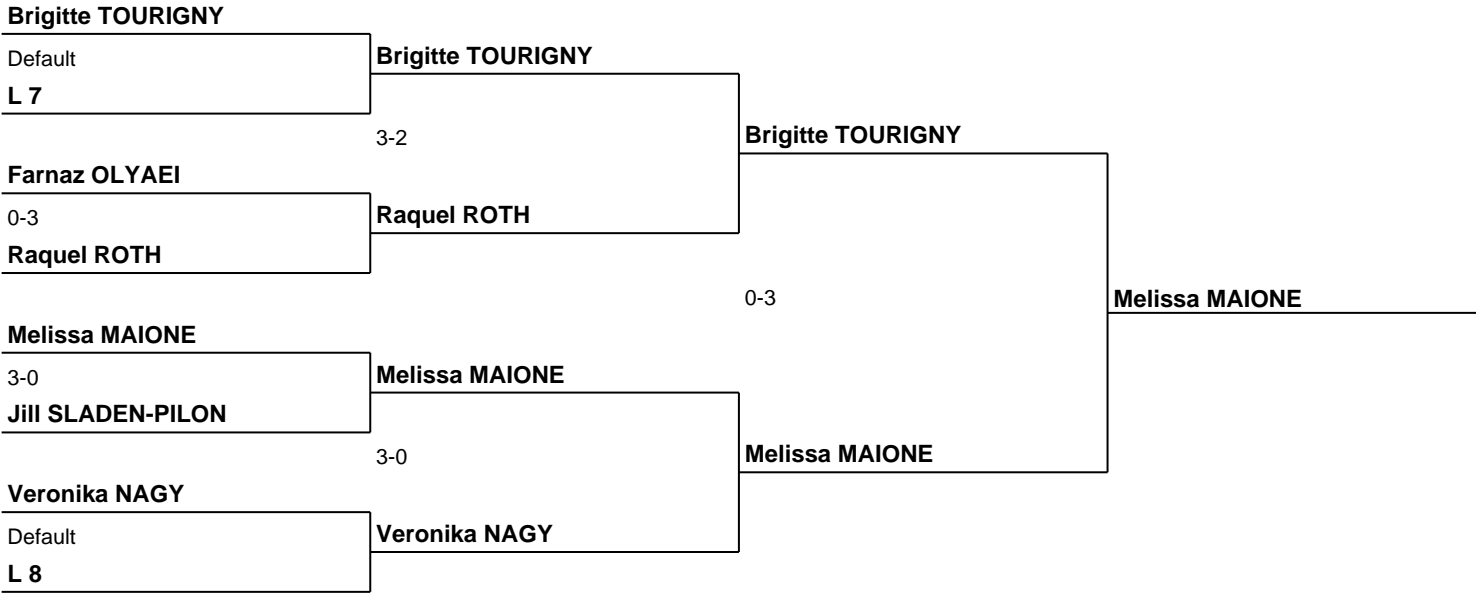 Brigitte TOURIGNY
Default
L 7
Brigitte TOURIGNY
3-2
Brigitte TOURIGNY
Farnaz OLYAEI
0-3
Raquel ROTH
Raquel ROTH
0-3
Melissa MAIONE
Melissa MAIONE
3-0
Jill SLADEN-PILON
Melissa MAIONE
3-0
Melissa MAIONE
Veronika NAGY
Default
L 8
Veronika NAGY